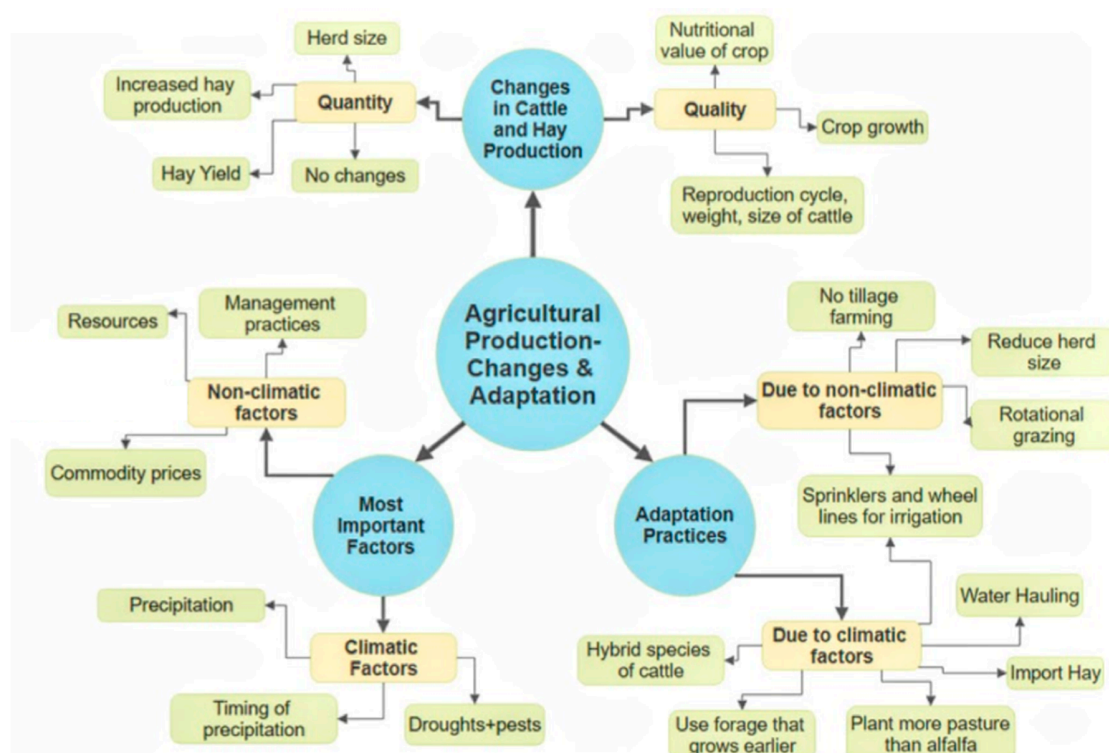 Herd size
Increased hay
production
Quantity
Hay Yield
No changes
Changes
in Cattle
and Hay
Production
Nutritional
value of crop
Quality
Crop growth
Reproduction cycle,
weight, size of cattle
Agricultural
Production-
Changes &
Adaptation
Resources
Management
practices
Non-climatic
factors
Commodity prices
Most
Important
Factors
Precipitation
Climatic
Factors
Timing of
precipitation
Droughts+pests
No tillage
farming
Reduce herd
size
Due to non-climatic
factors
Rotational
grazing
Sprinklers and wheel
lines for irrigation
Adaptation
Practices
Water Hauling
Due to climatic
factors
Hybrid species
of cattle
Import Hay
Use forage that
grows earlier
Plant more pasture
than alfalfa